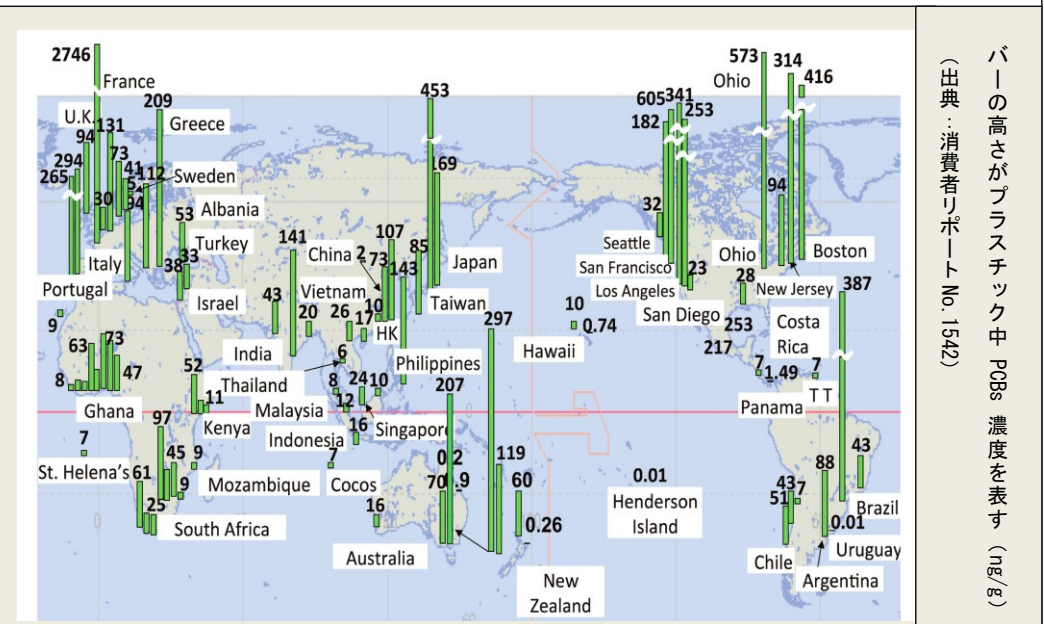 バーの高さがプラスチック中 PCBs 濃度を表す (ng/g)
(出典:消費者リポート No. 1542)
2746
France
209
U.K.
94
131
Greece
294
73
265
41
5
112
Sweden
30
94
Albania
53
Turkey
33
38
Italy
Portugal
Israel
9
63
73
8
47
Ghana
52
11
Kenya
97
7
St. Helena's
61
45
9
9
Mozambique
25
South Africa
141
43
20
India
China
2
107
73
143
Vietnam
10
26
17
HK
6
Thailand
8
24
10
12
Malaysia
Singapore
Indonesia
16
7
Cocos
453
169
85
Japan
Taiwan
Philippines
207
297
0.2
70
0.9
119
16
60
0.26
Australia
New
Zealand
10
0.74
Hawaii
0.01
Henderson
Island
605
341
253
182
32
Seattle
San Francisco
Los Angeles
23
San Diego
573
314
Ohio
416
94
Ohio
Boston
28
New Jersey
387
253
217
Costa
Rica
7
1.49
7
T T
Panama
88
43
43
51
7
Brazil
0.01
Uruguay
Chile
Argentina
0
60